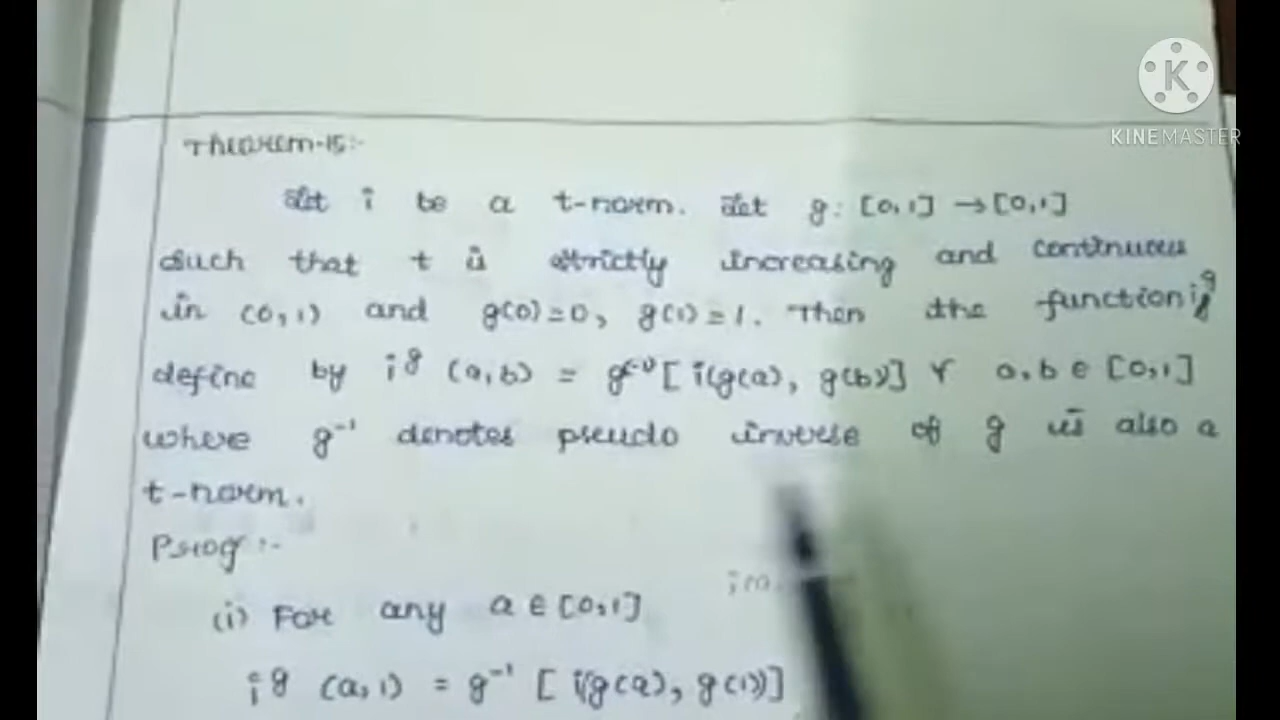 K
KINEMASTER
Theorem-15:-
Let i be a t-norm. Let g: [0,1] → [0,1]
such that t is strictly increasing and continuous
in (0,1) and g(0)=0, g(1)=1. Then the function i^g
define by i^g (a,b) = g^(-1) [i(g(a), g(b))] ∀ a,b ∈ [0,1]
where g^-1 denotes pseudo inverse of g is also a
t-norm.
Proof:-
(i) For any a ∈ [0,1]
i^g (a,1) = g^-1 [i(g(a), g(1))]